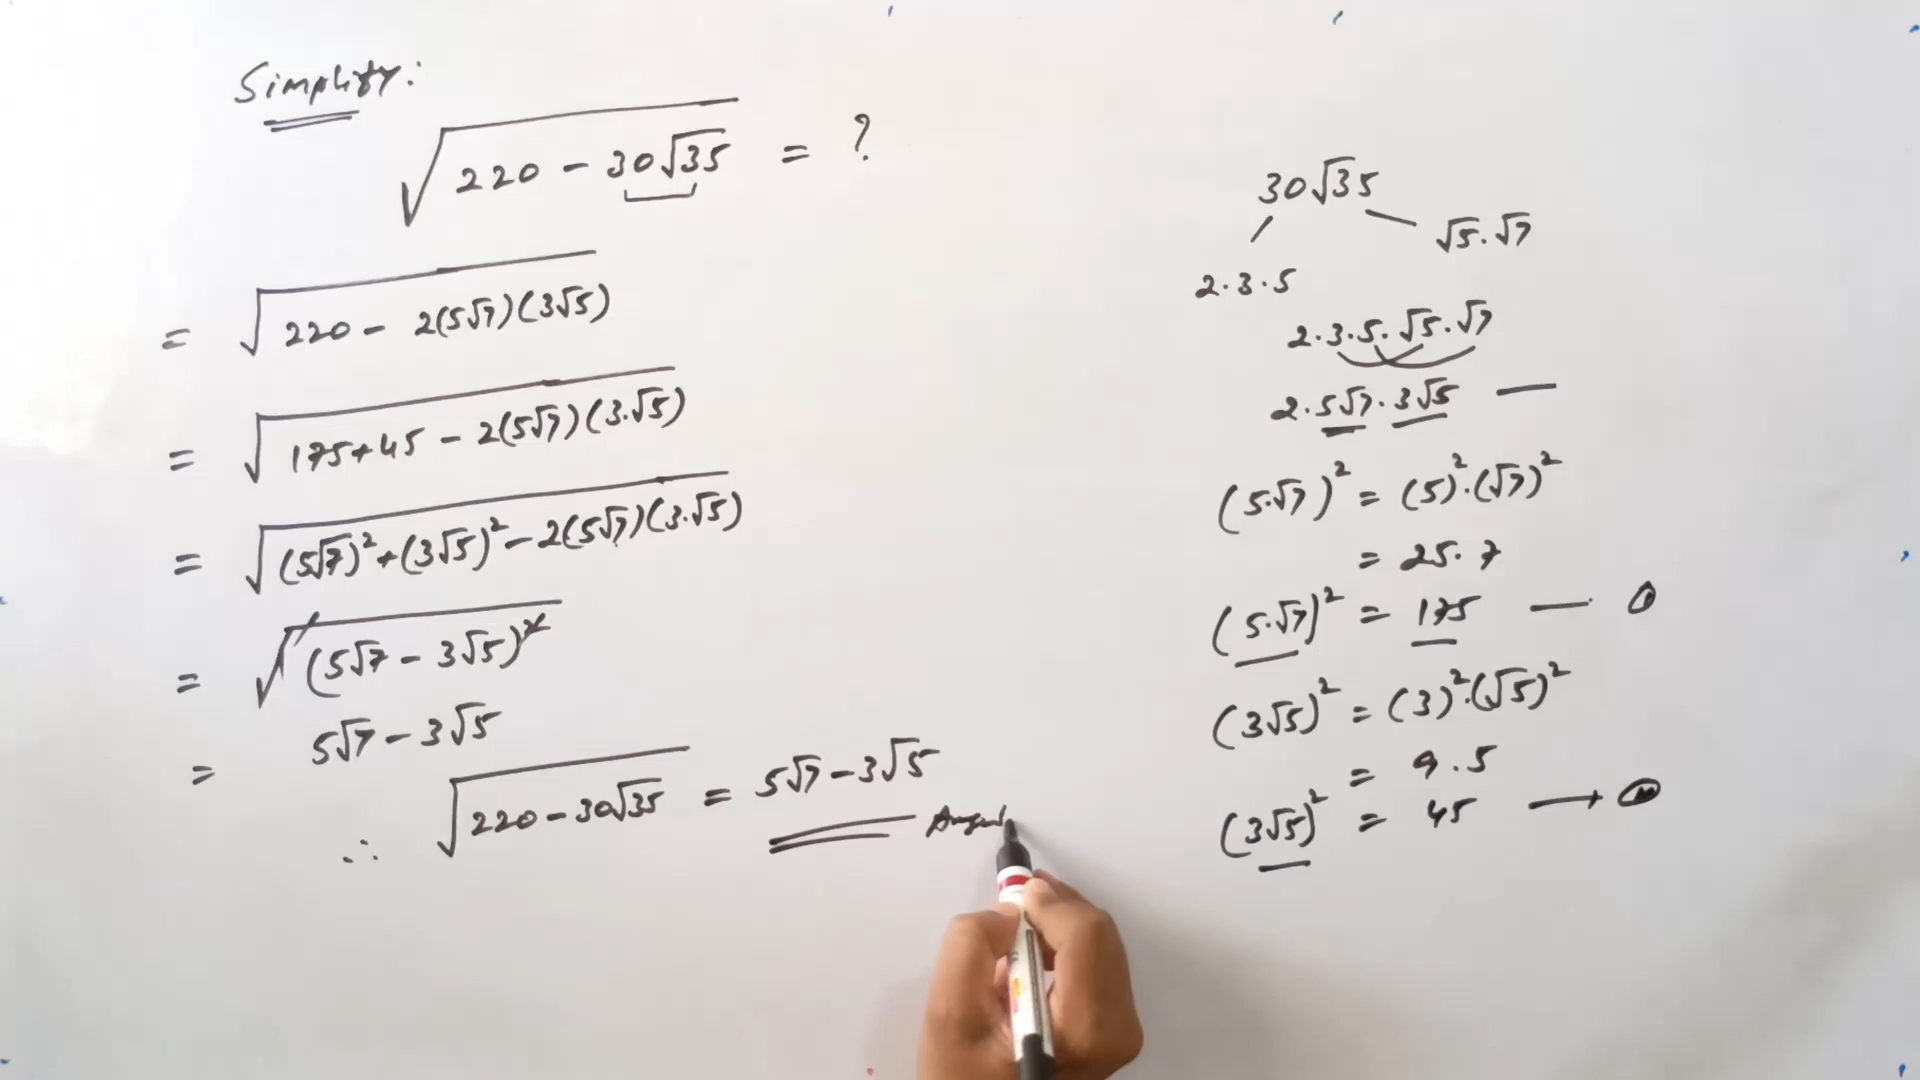 Simplify:
√(220 - 30√35) = ?
= √(220 - 2(5√7)(3√5))
= √(175+45 - 2(5√7)(3.√5))
= √((5√7)²+(3√5)² - 2(5√7)(3.√5))
= √((5√7 - 3√5)²)
= 5√7 - 3√5
∴ √(220 - 30√35) = 5√7 - 3√5
30√35
√5.√7
2.3.5
2.3.5.√5.√7
2.5√7.3√5 —
(5.√7)² = (5)².(√7)²
= 25.7
(5.√7)² = 175 —
(3√5)² = (3)².(√5)²
= 9.5
(3√5)² = 45 →